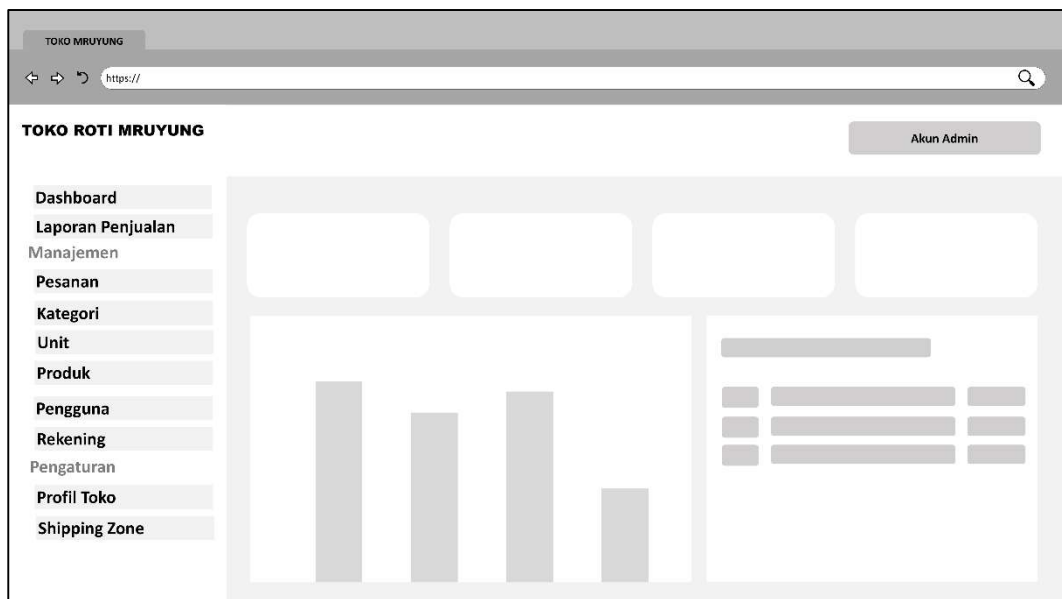 TOKO MRUYUNG
https://
TOKO ROTI MRUYUNG
Akun Admin
Dashboard
Laporan Penjualan
Manajemen
Pesanan
Kategori
Unit
Produk
Pengguna
Rekening
Pengaturan
Profil Toko
Shipping Zone